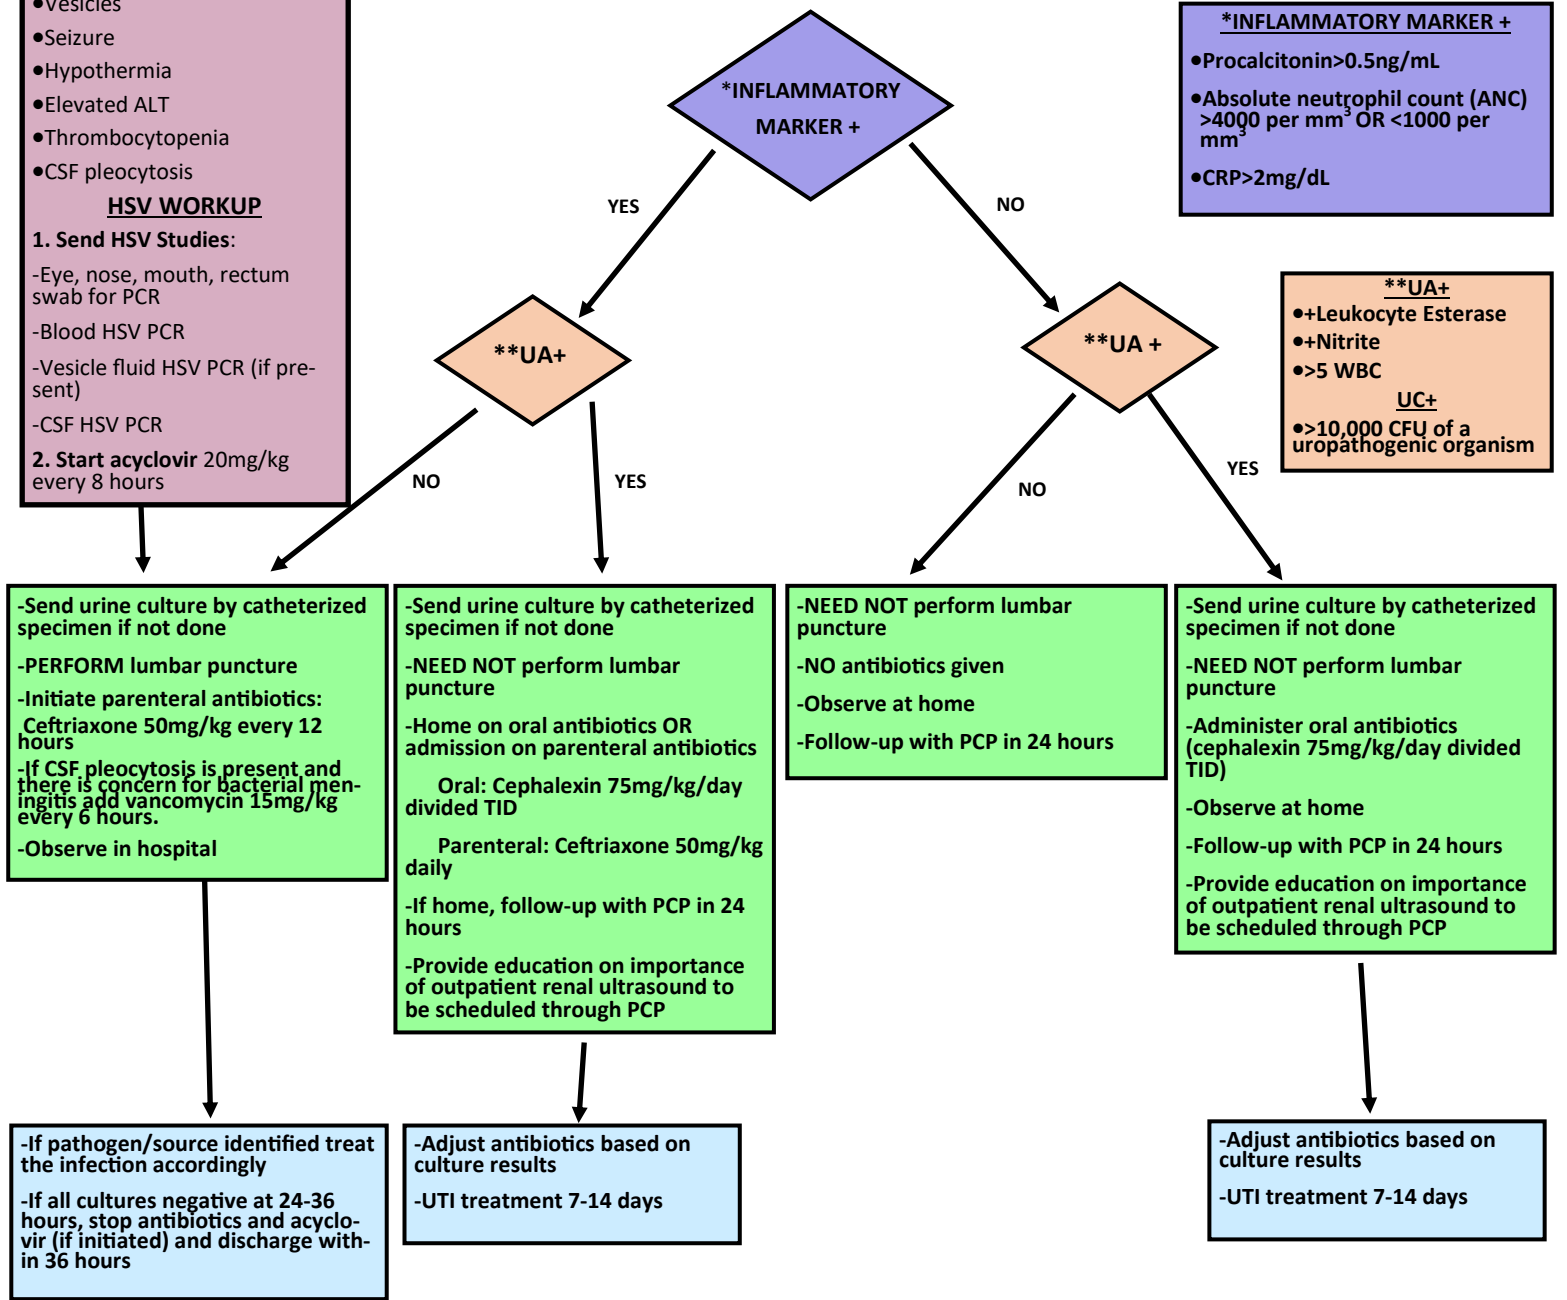 •Vesicles
•Seizure
•Hypothermia
•Elevated ALT
•Thrombocytopenia
•CSF pleocytosis
HSV WORKUP
1. Send HSV Studies:
-Eye, nose, mouth, rectum
swab for PCR
-Blood HSV PCR
-Vesicle fluid HSV PCR (if pre-
sent)
-CSF HSV PCR
2. Start acyclovir 20mg/kg
every 8 hours
*INFLAMMATORY
MARKER +
*INFLAMMATORY MARKER +
•Procalcitonin>0.5ng/mL
•Absolute neutrophil count (ANC)
>4000 per mm³ OR <1000 per
mm³
•CRP>2mg/dL
YES
NO
**UA+
**UA +
**UA+
•+Leukocyte Esterase
•+Nitrite
•>5 WBC
UC+
•>10,000 CFU of a
uropathogenic organism
NO
YES
NO
YES
-Send urine culture by catheterized
specimen if not done
-PERFORM lumbar puncture
-Initiate parenteral antibiotics:
Ceftriaxone 50mg/kg every 12
hours
-If CSF pleocytosis is present and
there is concern for bacterial men-
ingitis add vancomycin 15mg/kg
every 6 hours.
-Observe in hospital
-Send urine culture by catheterized
specimen if not done
-NEED NOT perform lumbar
puncture
-Home on oral antibiotics OR
admission on parenteral antibiotics
Oral: Cephalexin 75mg/kg/day
divided TID
Parenteral: Ceftriaxone 50mg/kg
daily
-If home, follow-up with PCP in 24
hours
-Provide education on importance
of outpatient renal ultrasound to
be scheduled through PCP
-NEED NOT perform lumbar
puncture
-NO antibiotics given
-Observe at home
-Follow-up with PCP in 24 hours
-Send urine culture by catheterized
specimen if not done
-NEED NOT perform lumbar
puncture
-Administer oral antibiotics
(cephalexin 75mg/kg/day divided
TID)
-Observe at home
-Follow-up with PCP in 24 hours
-Provide education on importance
of outpatient renal ultrasound to
be scheduled through PCP
-If pathogen/source identified treat
the infection accordingly
-If all cultures negative at 24-36
hours, stop antibiotics and acyclo-
vir (if initiated) and discharge with-
in 36 hours
-Adjust antibiotics based on
culture results
-UTI treatment 7-14 days
-Adjust antibiotics based on
culture results
-UTI treatment 7-14 days